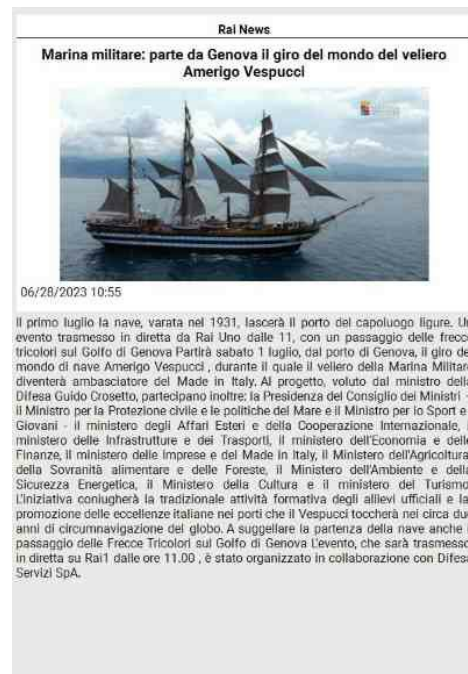 Rai News
Marina militare: parte da Genova il giro del mondo del veliero
Amerigo Vespucci
06/28/2023 10:55
Il primo luglio la nave, varata nel 1931, lascerà il porto del capoluogo ligure. Un
evento trasmesso in diretta da Rai Uno dalle 11, con un passaggio delle frecce
tricolori sul Golfo di Genova Partirà sabato 1 luglio, dal porto di Genova, il giro del
mondo di nave Amerigo Vespucci , durante il quale il veliero della Marina Militare
diventerà ambasciatore del Made in Italy. Al progetto, voluto dal ministro della
Difesa Guido Crosetto, partecipano inoltre: la Presidenza del Consiglio dei Ministri -
il Ministro per la Protezione civile e le politiche del Mare e il Ministro per lo Sport e i
Giovani - il ministero degli Affari Esteri e della Cooperazione Internazionale, il
ministero delle Infrastrutture e dei Trasporti, il ministero dell'Economia e delle
Finanze, il ministero delle Imprese e del Made in Italy, il Ministero dell'Agricoltura,
della Sovranità alimentare e delle Foreste, il Ministero dell'Ambiente e della
Sicurezza Energetica, il Ministero della Cultura e il ministero del Turismo.
L'iniziativa coniugherà la tradizionale attività formativa degli allievi ufficiali e la
promozione delle eccellenze italiane nei porti che il Vespucci toccherà nei circa due
anni di circumnavigazione del globo. A suggellare la partenza della nave anche il
passaggio delle Frecce Tricolori sul Golfo di Genova L'evento, che sarà trasmesso
in diretta su Rai1 dalle ore 11.00 , è stato organizzato in collaborazione con Difesa
Servizi SpA.